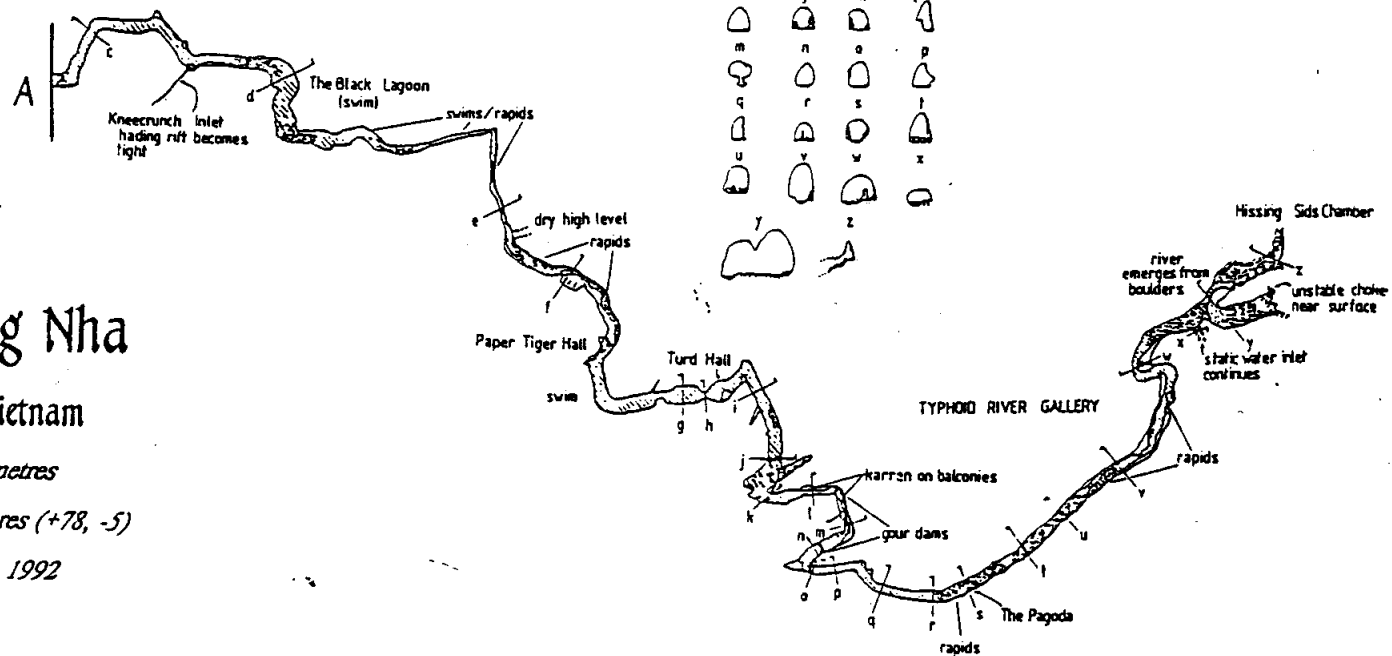 A
c
Kneecrunch Inlet
hading rift becomes
tight
d
The Black Lagoon
(swim)
swims/rapids
e
dry high level
rapids
f
Paper Tiger Hall
swim
Turd Hall
g
h
i
j
k
l
karren on balconies
m
n
gour dams
o
p
q
r
s
The Pagoda
rapids
t
u
v
rapids
TYPHOID RIVER GALLERY
w
x
static water inlet
continues
y
river
emerges from
boulders
Hissing Sids Chamber
z
unstable choke
near surface
m
n
o
p
q
r
s
t
u
v
w
x
y
z
g Nha
ietnam
netres
res (+78, -5)
1992